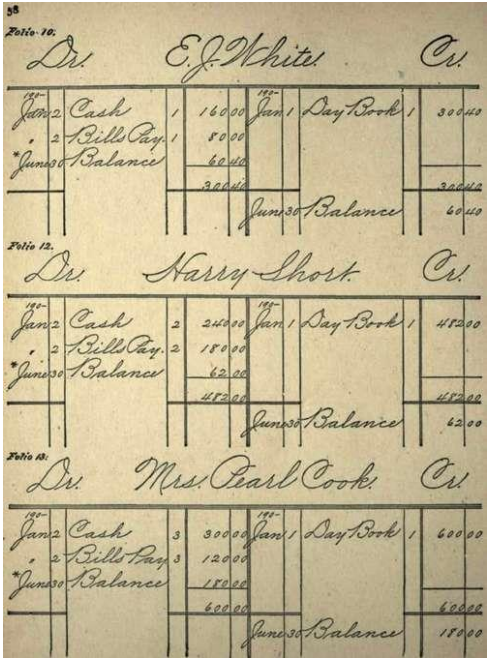 58
Folio 10.
Dr. E. J. White. Cr.
190- 190-
Jan 2 Cash 1 160 00 Jan 1 Day Book 1 300 40
" 2 Bills Pay. 1 80 00
*June 30 Balance 60 40
300 40 300 40
June 30 Balance 60 40
Folio 12.
Dr. Harry Short. Cr.
190- 190-
Jan 2 Cash 2 240 00 Jan 1 Day Book 1 482 00
" 2 Bills Pay. 2 180 00
*June 30 Balance 62 00
482 00 482 00
June 30 Balance 62 00
Folio 13.
Dr. Mrs. Pearl Cook. Cr.
190- 190-
Jan 2 Cash 3 300 00 Jan 1 Day Book 1 600 00
" 2 Bills Pay 3 120 00
*June 30 Balance 180 00
600 00 600 00
June 30 Balance 180 00